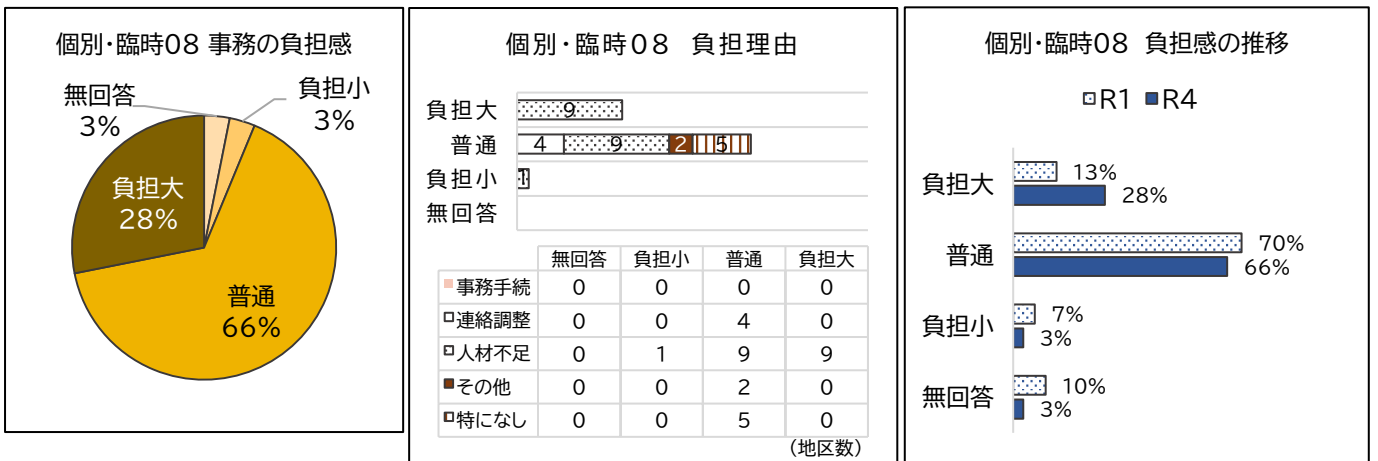 個別・臨時08 事務の負担感
無回答
3%
負担小
3%
負担大
28%
普通
66%
個別・臨時08 負担理由
負担大 9
普通 4 9 2 5
負担小 1
無回答
無回答 負担小 普通 負担大
事務手続 0 0 0 0
連絡調整 0 0 4 0
人材不足 0 1 9 9
その他 0 0 2 0
特になし 0 0 5 0
(地区数)
個別・臨時08 負担感の推移
R1 R4
負担大 13%
28%
普通 70%
66%
負担小 7%
3%
無回答 10%
3%